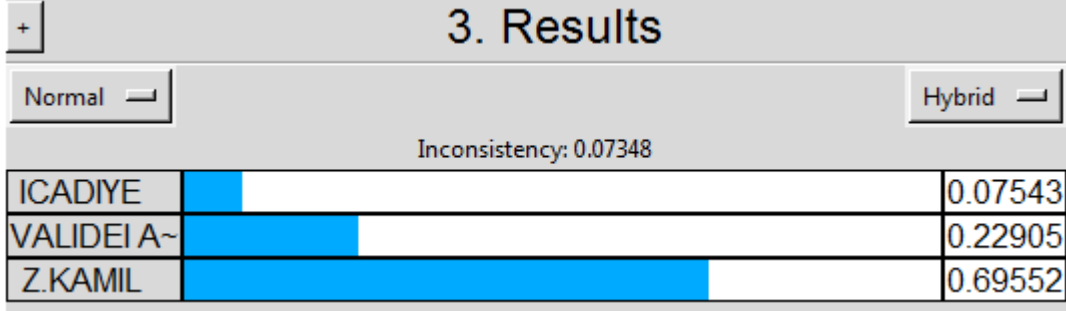 +
3. Results
Normal
Hybrid
Inconsistency: 0.07348
ICADIYE 0.07543
VALIDEI A~ 0.22905
Z.KAMIL 0.69552